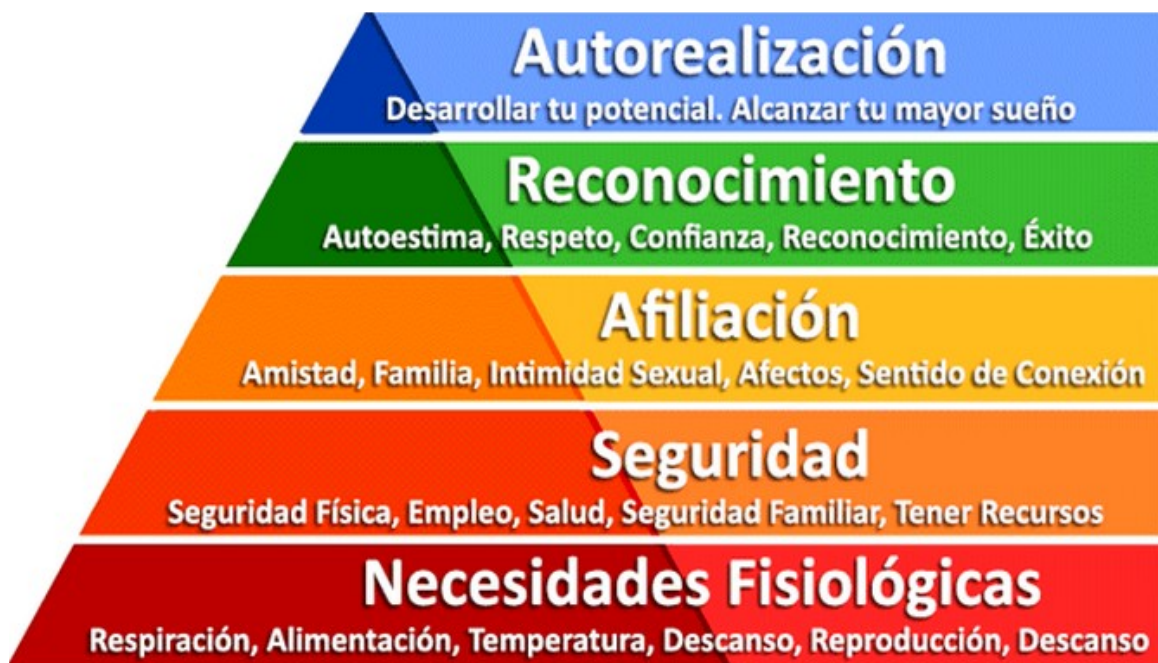 Autorealización
Desarrollar tu potencial. Alcanzar tu mayor sueño
Reconocimiento
Autoestima, Respeto, Confianza, Reconocimiento, Éxito
Afiliación
Amistad, Familia, Intimidad Sexual, Afectos, Sentido de Conexión
Seguridad
Seguridad Física, Empleo, Salud, Seguridad Familiar, Tener Recursos
Necesidades Fisiológicas
Respiración, Alimentación, Temperatura, Descanso, Reproducción, Descanso